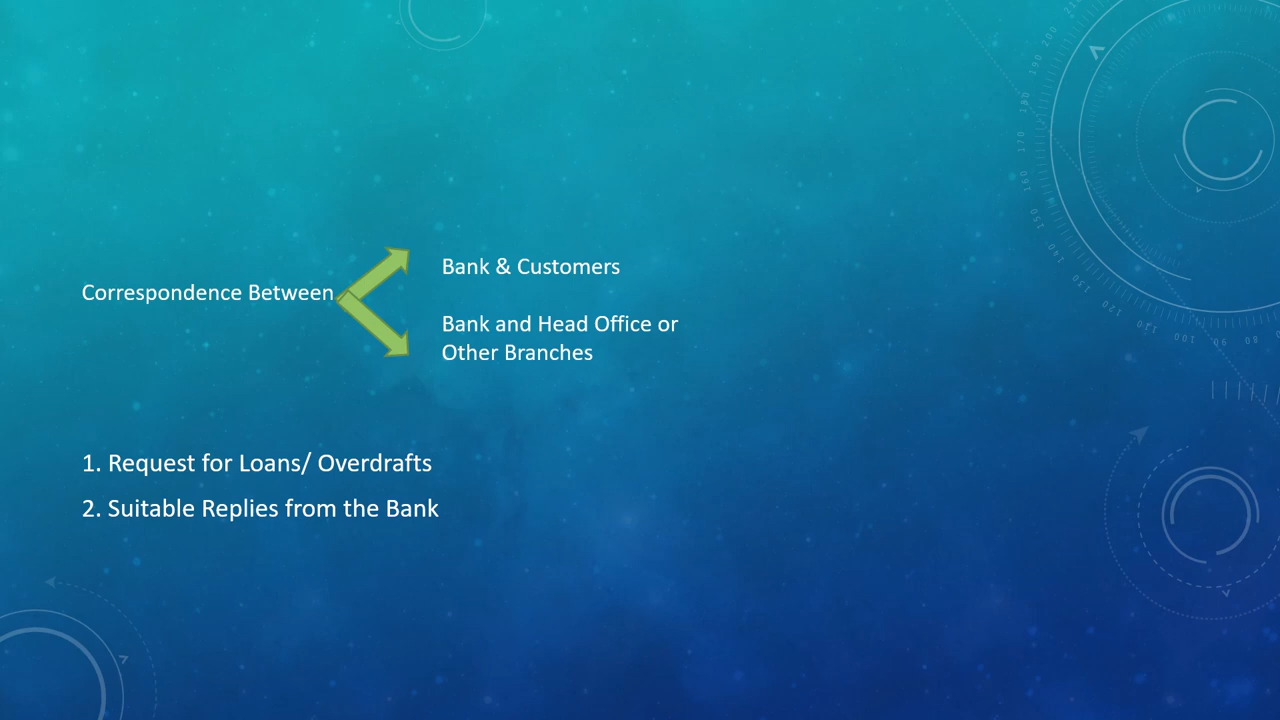 Correspondence Between
Bank & Customers
Bank and Head Office or
Other Branches
1. Request for Loans/ Overdrafts
2. Suitable Replies from the Bank